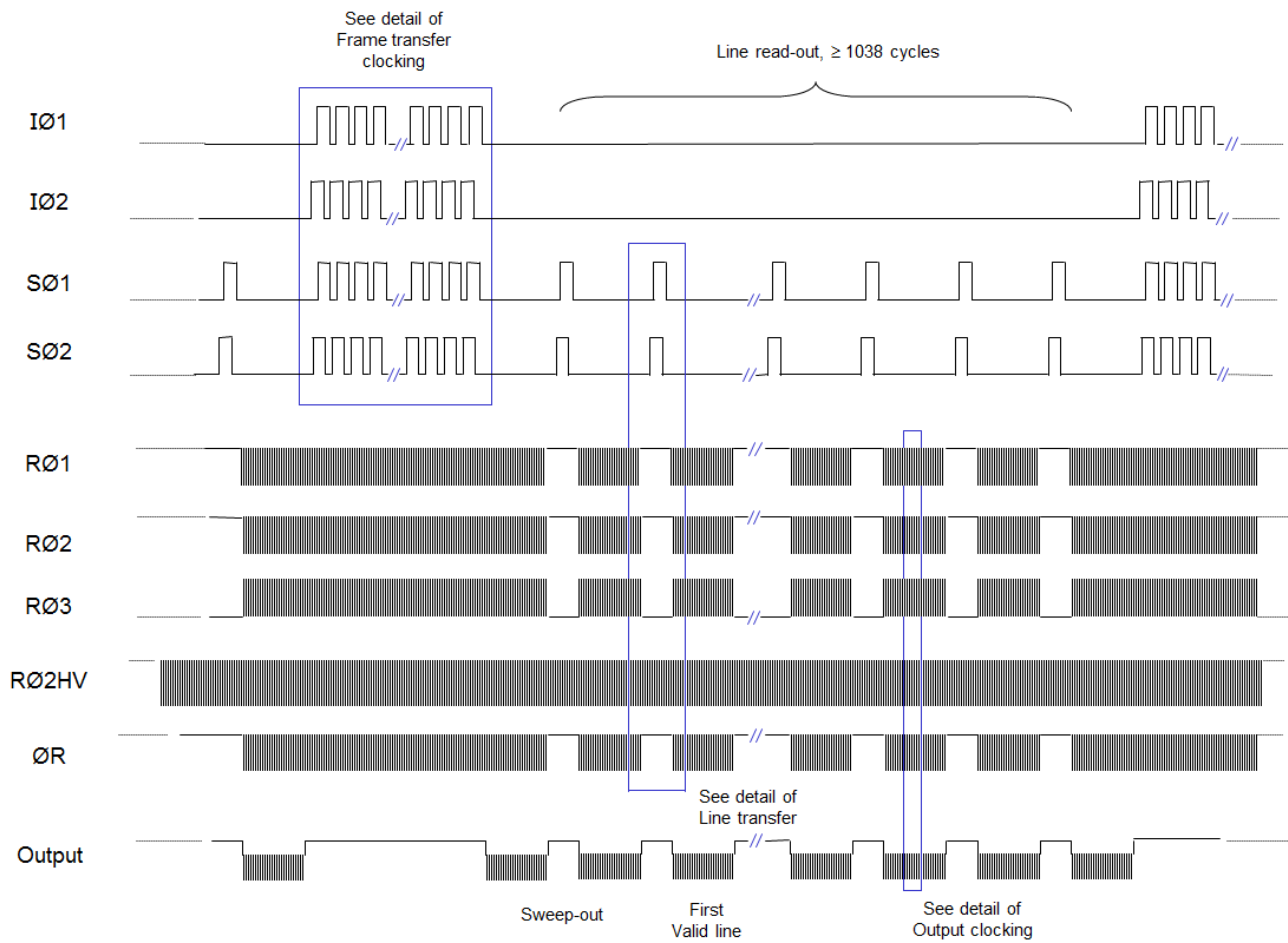 See detail of
Frame transfer
clocking
Line read-out, ≥ 1038 cycles
IØ1
IØ2
SØ1
SØ2
RØ1
RØ2
RØ3
RØ2HV
ØR
See detail of
Line transfer
Output
Sweep-out
First
Valid line
See detail of
Output clocking